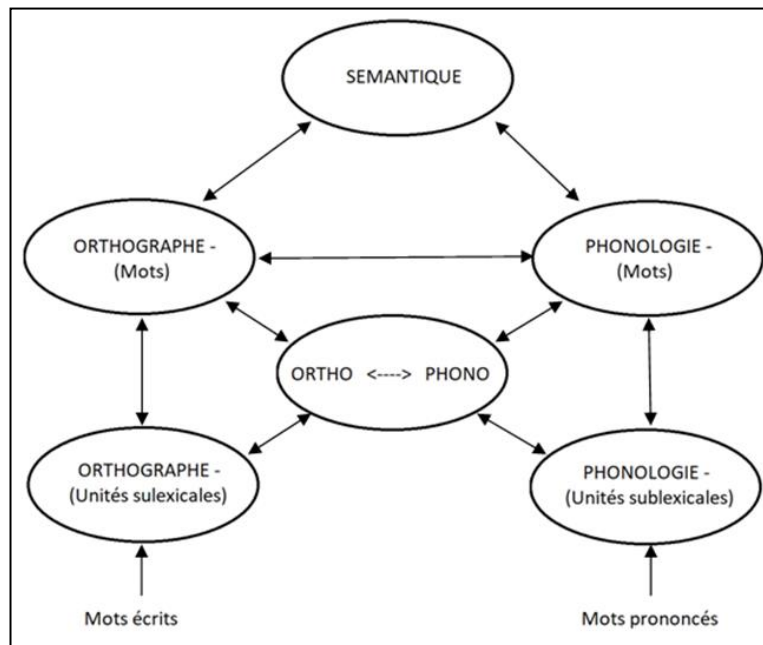 SEMANTIQUE
ORTHOGRAPHE -
(Mots)
PHONOLOGIE -
(Mots)
ORTHO <----> PHONO
ORTHOGRAPHE -
(Unités sulexicales)
PHONOLOGIE -
(Unités sublexicales)
Mots écrits
Mots prononcés